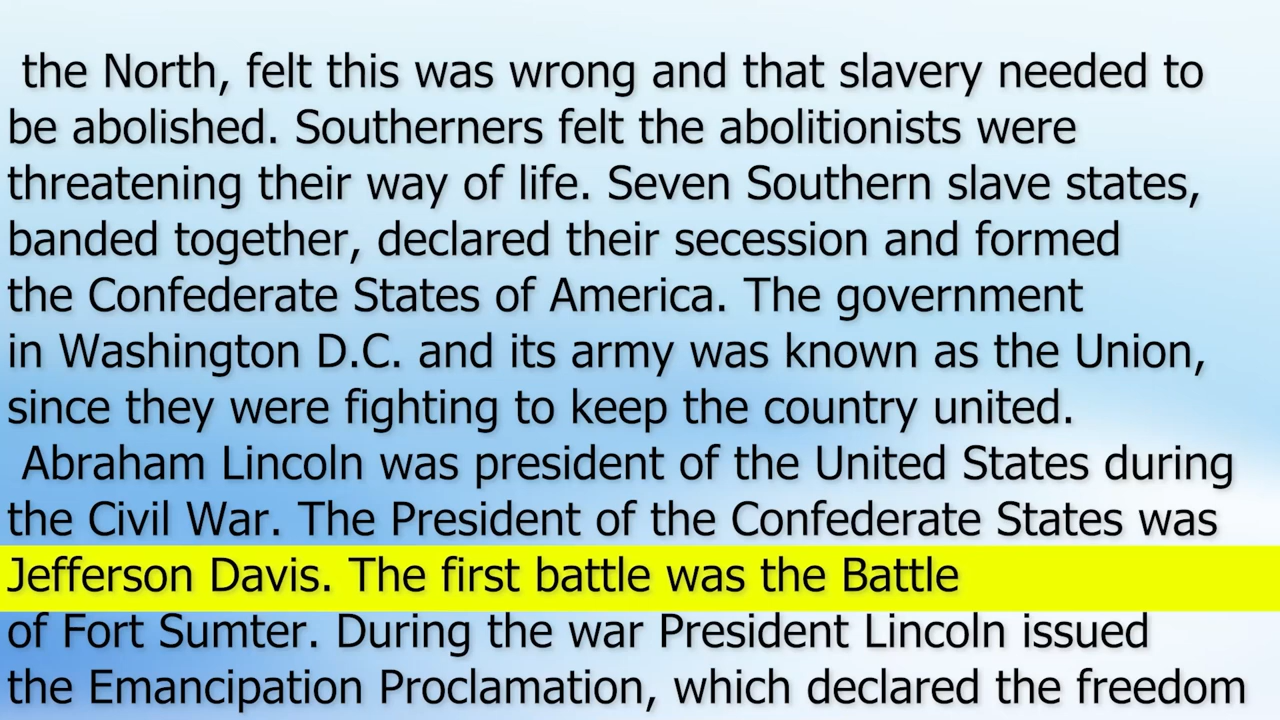 the North, felt this was wrong and that slavery needed to
be abolished. Southerners felt the abolitionists were
threatening their way of life. Seven Southern slave states,
banded together, declared their secession and formed
the Confederate States of America. The government
in Washington D.C. and its army was known as the Union,
since they were fighting to keep the country united.
Abraham Lincoln was president of the United States during
the Civil War. The President of the Confederate States was
Jefferson Davis. The first battle was the Battle
of Fort Sumter. During the war President Lincoln issued
the Emancipation Proclamation, which declared the freedom